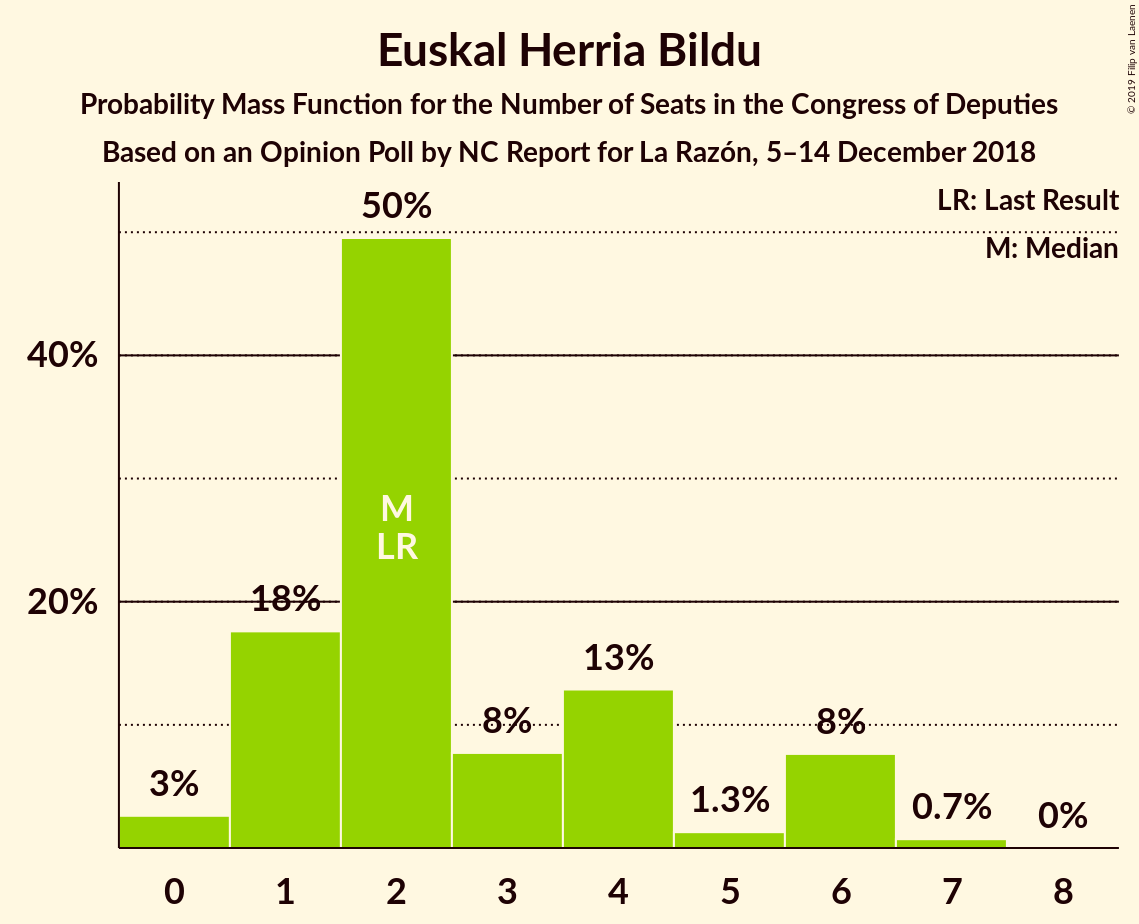 Euskal Herria Bildu
Probability Mass Function for the Number of Seats in the Congress of Deputies
Based on an Opinion Poll by NC Report for La Razón, 5–14 December 2018
© 2019 Filip van Laenen
LR: Last Result
M: Median
40%
20%
3%
18%
50%
M
LR
8%
13%
1.3%
8%
0.7%
0%
0 1 2 3 4 5 6 7 8